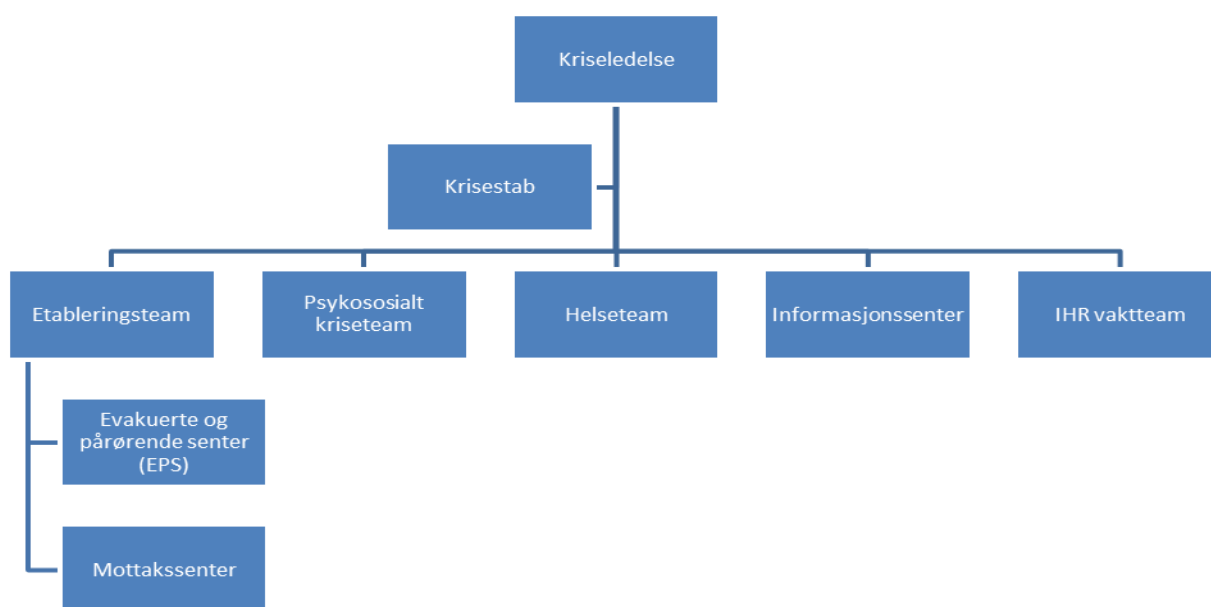 Kriseledelse
Krisestab
Etableringsteam
Psykososialt
kriseteam
Helseteam
Informasjonssenter
IHR vaktteam
Evakuerte og
pårørende senter
(EPS)
Mottakssenter